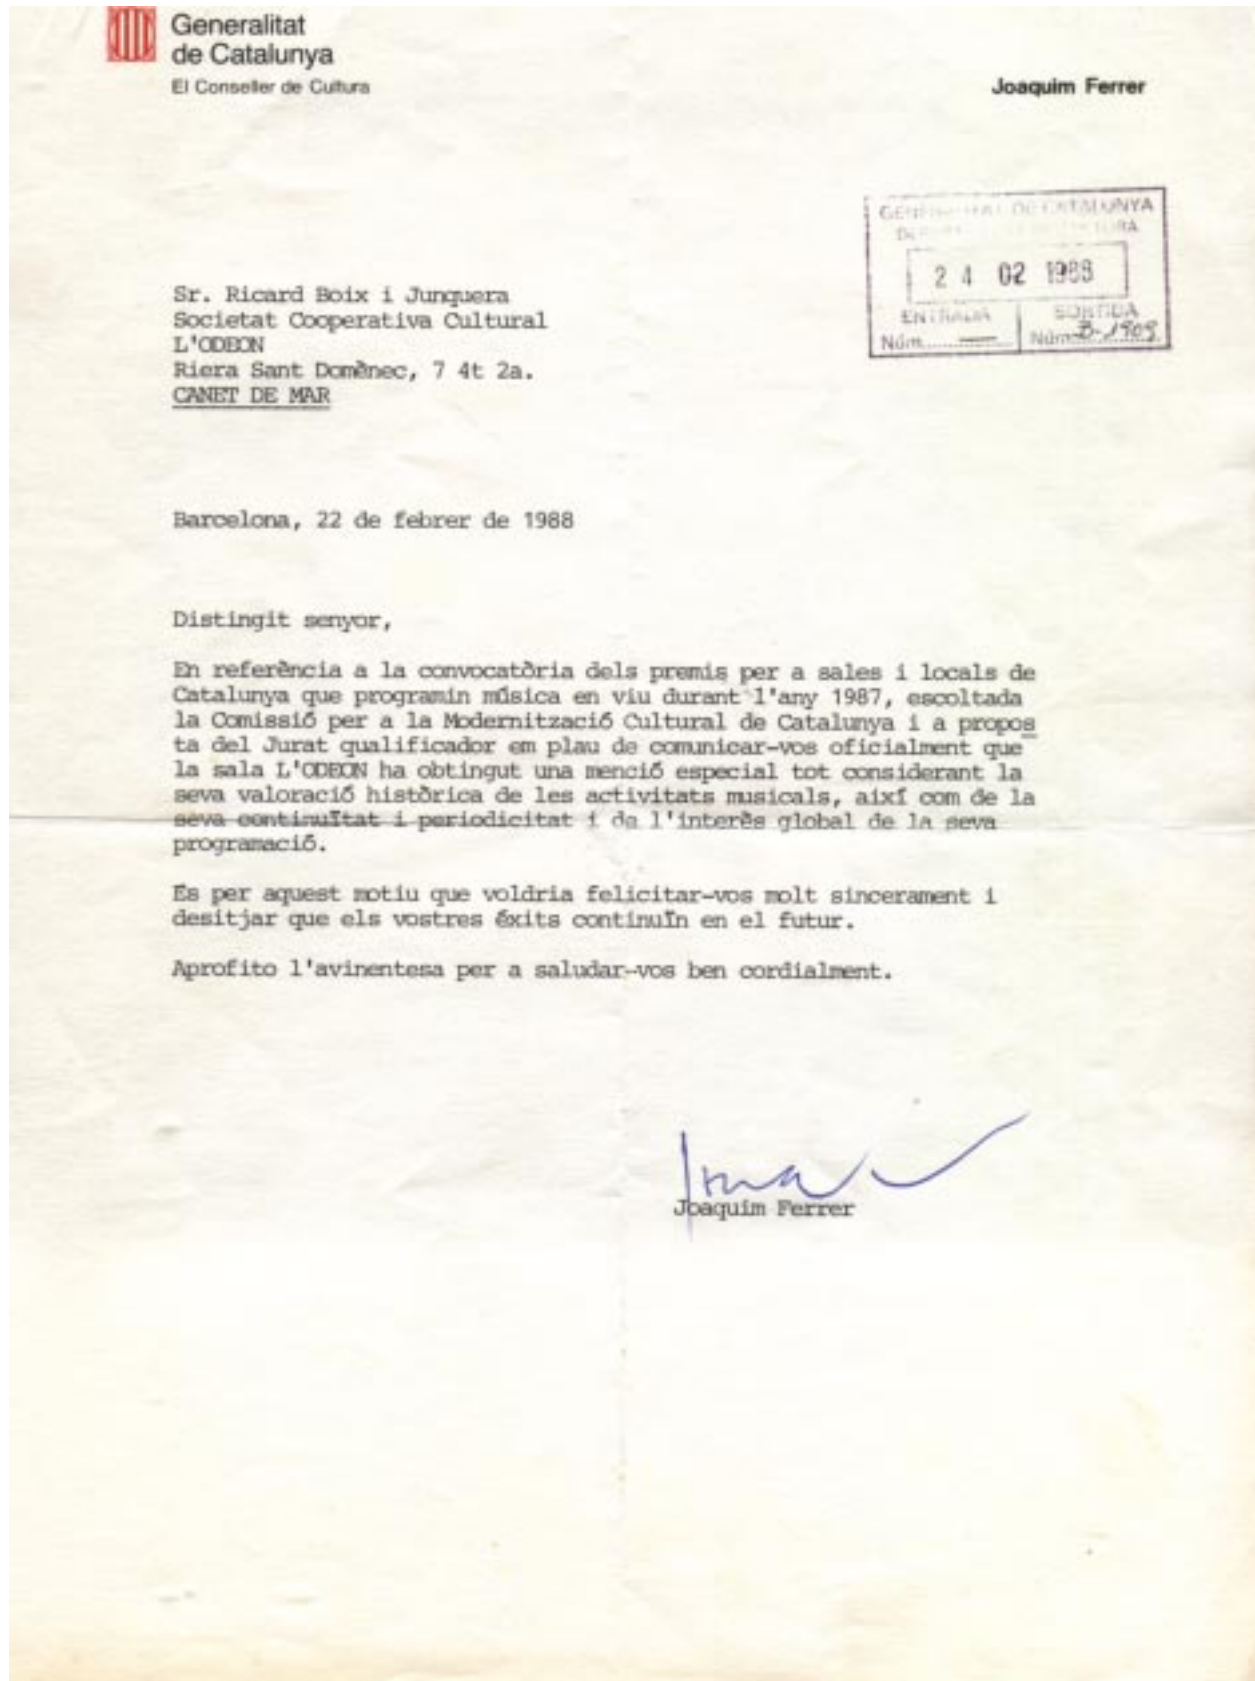 Generalitat
de Catalunya
El Conseller de Cultura
Joaquim Ferrer
GENERALITAT DE CATALUNYA
24 02 1988
ENTRADA
SORTIDA
Núm.
Núm. B-1909
Sr. Ricard Boix i Junquera
Societat Cooperativa Cultural
L'ODEON
Riera Sant Domènec, 7 4t 2a.
CANET DE MAR
Barcelona, 22 de febrer de 1988
Distingit senyor,
En referència a la convocatòria dels premis per a sales i locals de
Catalunya que programin música en viu durant l'any 1987, escoltada
la Comissió per a la Modernització Cultural de Catalunya i a propos
ta del Jurat qualificador em plau de comunicar-vos oficialment que
la sala L'ODEON ha obtingut una menció especial tot considerant la
seva valoració històrica de les activitats musicals, així com de la
seva continuïtat i periodicitat i de l'interès global de la seva
programació.
Es per aquest motiu que voldria felicitar-vos molt sincerament i
desitjar que els vostres éxits continuïn en el futur.
Aprofito l'avinentesa per a saludar-vos ben cordialment.
Joaquim Ferrer